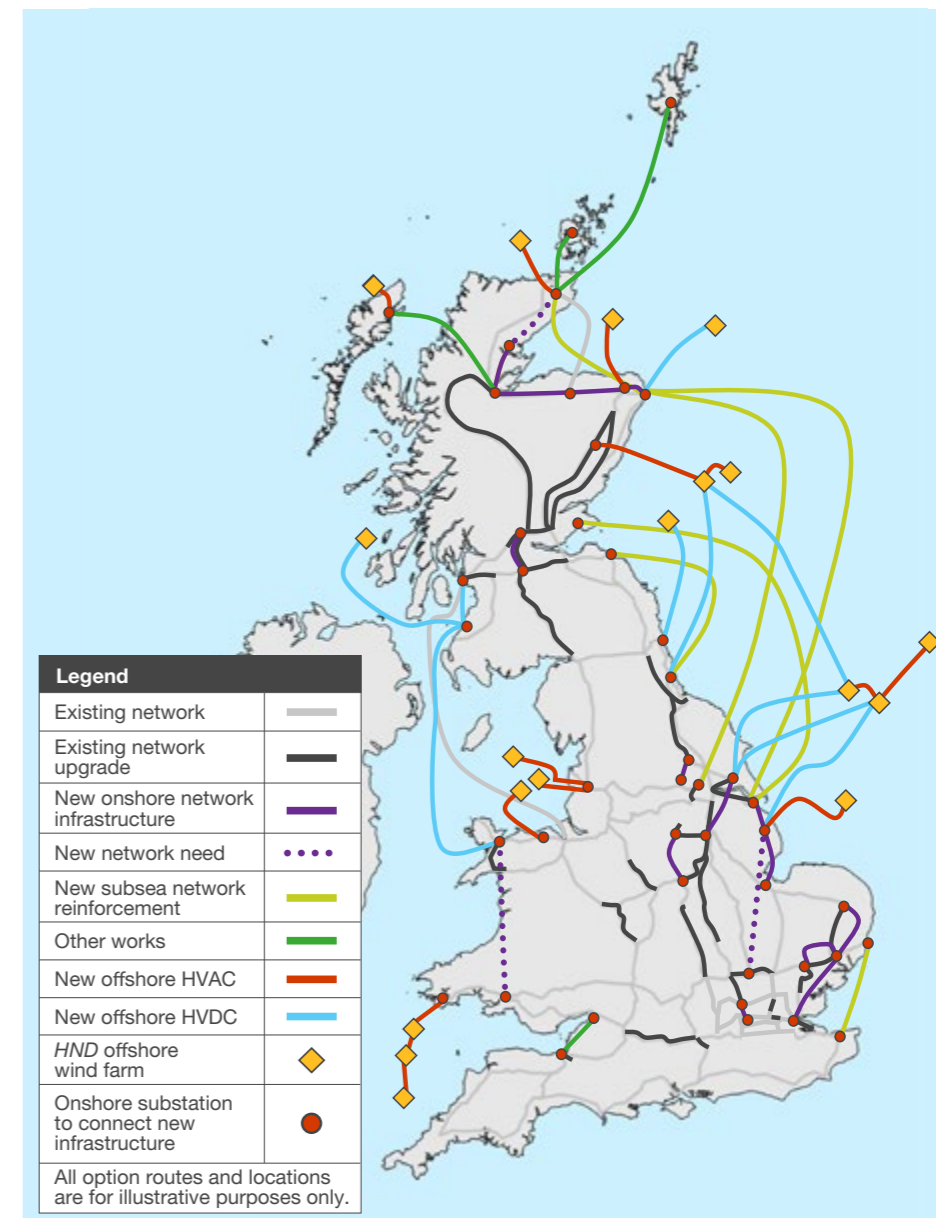 Legend
Existing network
Existing network
upgrade
New onshore network
infrastructure
New network need
New subsea network
reinforcement
Other works
New offshore HVAC
New offshore HVDC
HND offshore
wind farm
Onshore substation
to connect new
infrastructure
All option routes and locations
are for illustrative purposes only.